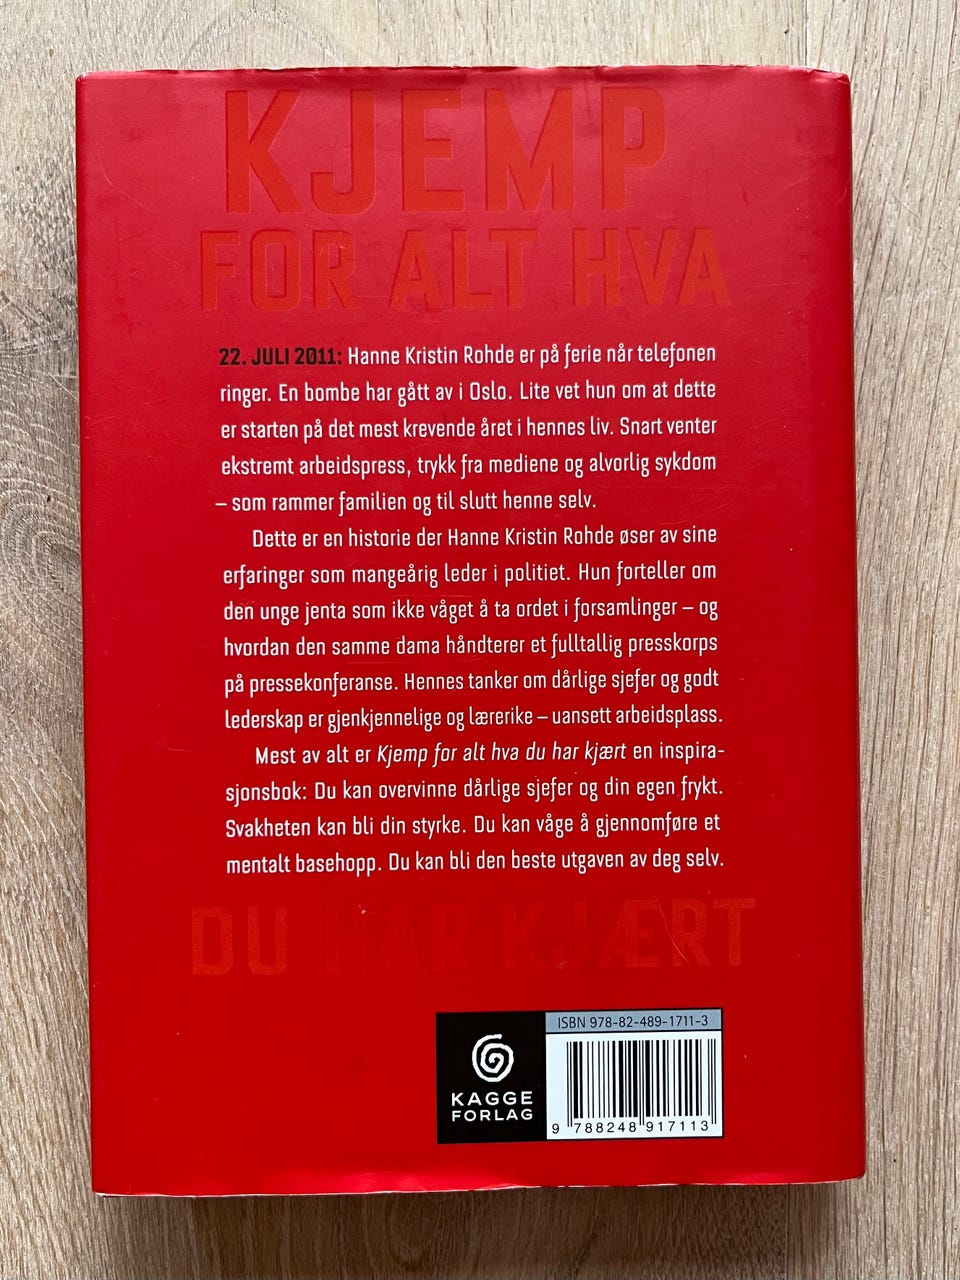 KJEMP
FOR ALT HVA
22. JULI 2011: Hanne Kristin Rohde er på ferie når telefonen
ringer. En bombe har gått av i Oslo. Lite vet hun om at dette
er starten på det mest krevende året i hennes liv. Snart venter
ekstremt arbeidspress, trykk fra mediene og alvorlig sykdom
– som rammer familien og til slutt henne selv.
Dette er en historie der Hanne Kristin Rohde øser av sine
erfaringer som mangeårig leder i politiet. Hun forteller om
den unge jenta som ikke våget å ta ordet i forsamlinger – og
hvordan den samme dama håndterer et fulltallig presskorps
på pressekonferanse. Hennes tanker om dårlige sjefer og godt
lederskap er gjenkjennelige og lærerike – uansett arbeidsplass.
Mest av alt er Kjemp for alt hva du har kjært en inspira-
sjonsbok: Du kan overvinne dårlige sjefer og din egen frykt.
Svakheten kan bli din styrke. Du kan våge å gjennomføre et
mentalt basehopp. Du kan bli den beste utgaven av deg selv.
DU HAR KJÆRT
ISBN 978-82-489-1711-3
KAGGE
FORLAG
9 788248 917113